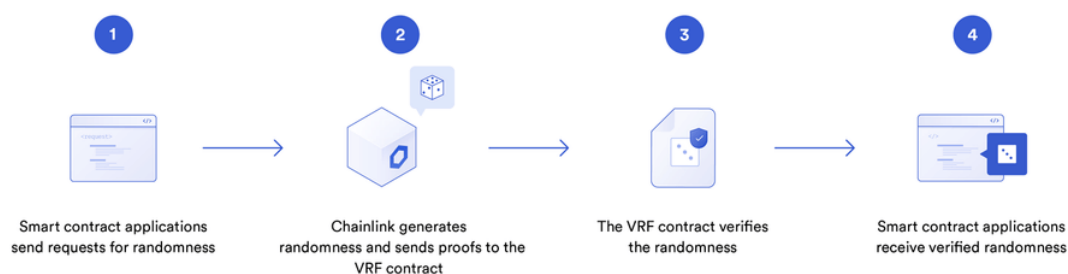 1
2
3
4
</>
<request>
</>
</>
Smart contract applications
send requests for randomness
Chainlink generates
randomness and sends proofs to the
VRF contract
The VRF contract verifies
the randomness
Smart contract applications
receive verified randomness